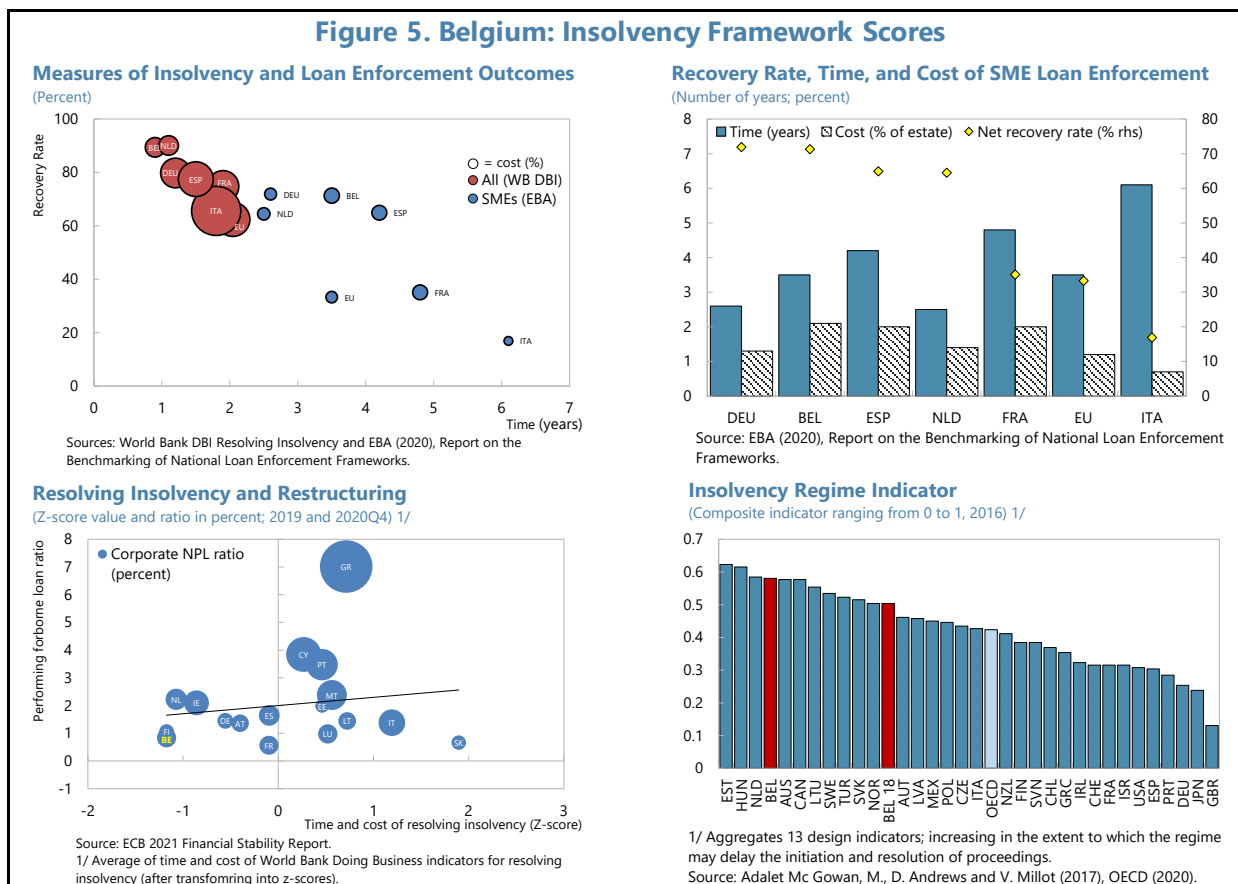 Figure 5. Belgium: Insolvency Framework Scores
Measures of Insolvency and Loan Enforcement Outcomes
(Percent)
Recovery Rate
100
80
60
40
20
0
0 1 2 3 4 5 6 7
Time (years)
= cost (%)
All (WB DBI)
SMEs (EBA)
BEL
NLD
DEU
ESP
FRA
ITA
EU
DEU
NLD
BEL
ESP
EU
FRA
ITA
Sources: World Bank DBI Resolving Insolvency and EBA (2020), Report on the
Benchmarking of National Loan Enforcement Frameworks.
Recovery Rate, Time, and Cost of SME Loan Enforcement
(Number of years; percent)
Time (years) Cost (% of estate) Net recovery rate (% rhs)
8
7
6
5
4
3
2
1
0
80
70
60
50
40
30
20
10
0
DEU BEL ESP NLD FRA EU ITA
Source: EBA (2020), Report on the Benchmarking of National Loan Enforcement
Frameworks.
Resolving Insolvency and Restructuring
(Z-score value and ratio in percent; 2019 and 2020Q4) 1/
Performing forborne loan ratio
8
7
6
5
4
3
2
1
0
-1
-2 -1 0 1 2 3
Time and cost of resolving insolvency (Z-score)
Corporate NPL ratio
(percent)
GR
CY
PT
MT
EE
NL
IE
DE
AT
ES
LT
IT
FI
BE
FR
LU
SK
Source: ECB 2021 Financial Stability Report.
1/ Average of time and cost of World Bank Doing Business indicators for resolving
insolvency (after transfomring into z-scores).
Insolvency Regime Indicator
(Composite indicator ranging from 0 to 1, 2016) 1/
0.7
0.6
0.5
0.4
0.3
0.2
0.1
0
EST HUN NLD BEL AUS CAN LTU SWE TUR SVK NOR BEL 18 AUT LVA MEX POL CZE ITA OECD NZL FIN SVN CHL GRC IRL CHE FRA ISR USA ESP PRT DEU JPN GBR
1/ Aggregates 13 design indicators; increasing in the extent to which the regime
may delay the initiation and resolution of proceedings.
Source: Adalet Mc Gowan, M., D. Andrews and V. Millot (2017), OECD (2020).